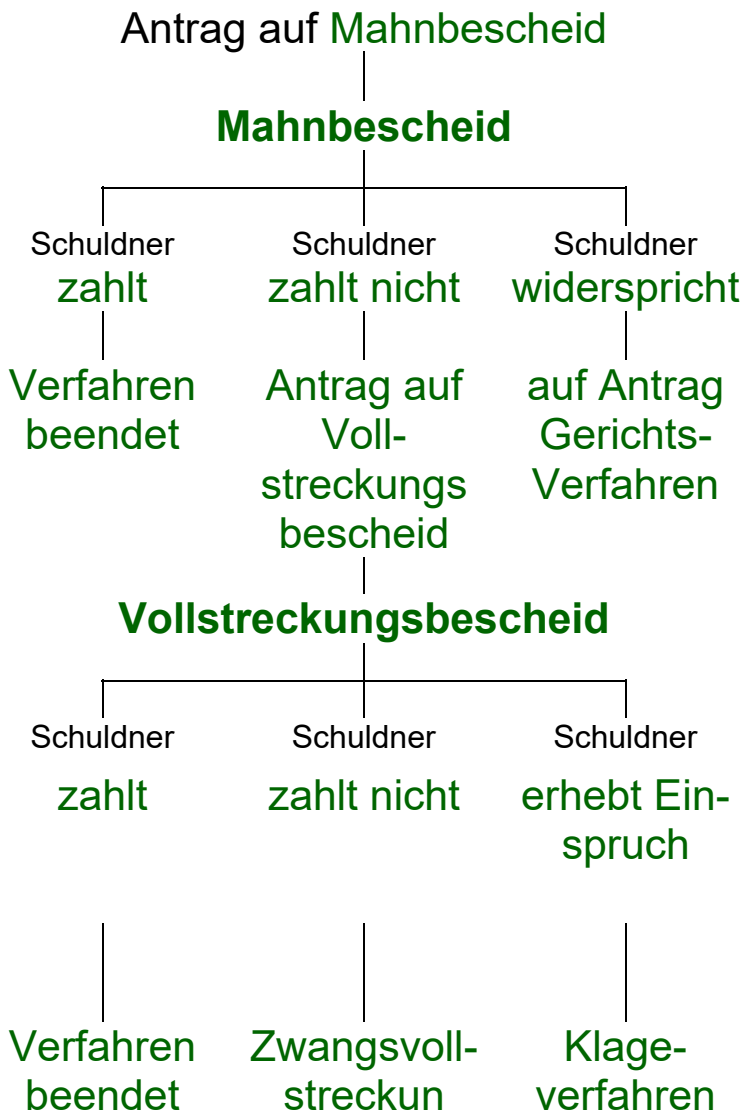 Antrag auf Mahnbescheid
Mahnbescheid
Schuldner
zahlt
Schuldner
zahlt nicht
Schuldner
widerspricht
Verfahren
beendet
Antrag auf
Voll-
streckungs
bescheid
auf Antrag
Gerichts-
Verfahren
Vollstreckungsbescheid
Schuldner
zahlt
Schuldner
zahlt nicht
Schuldner
erhebt Ein-
spruch
Verfahren
beendet
Zwangsvoll-
streckun
Klage-
verfahren